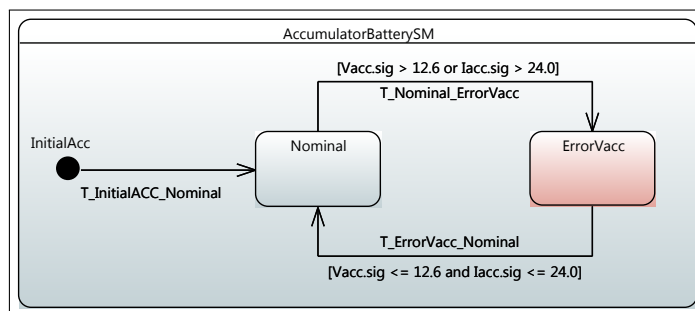 AccumulatorBatterySM
[Vacc.sig > 12.6 or Iacc.sig > 24.0]
T_Nominal_ErrorVacc
InitialAcc
Nominal
ErrorVacc
T_InitialACC_Nominal
T_ErrorVacc_Nominal
[Vacc.sig <= 12.6 and Iacc.sig <= 24.0]